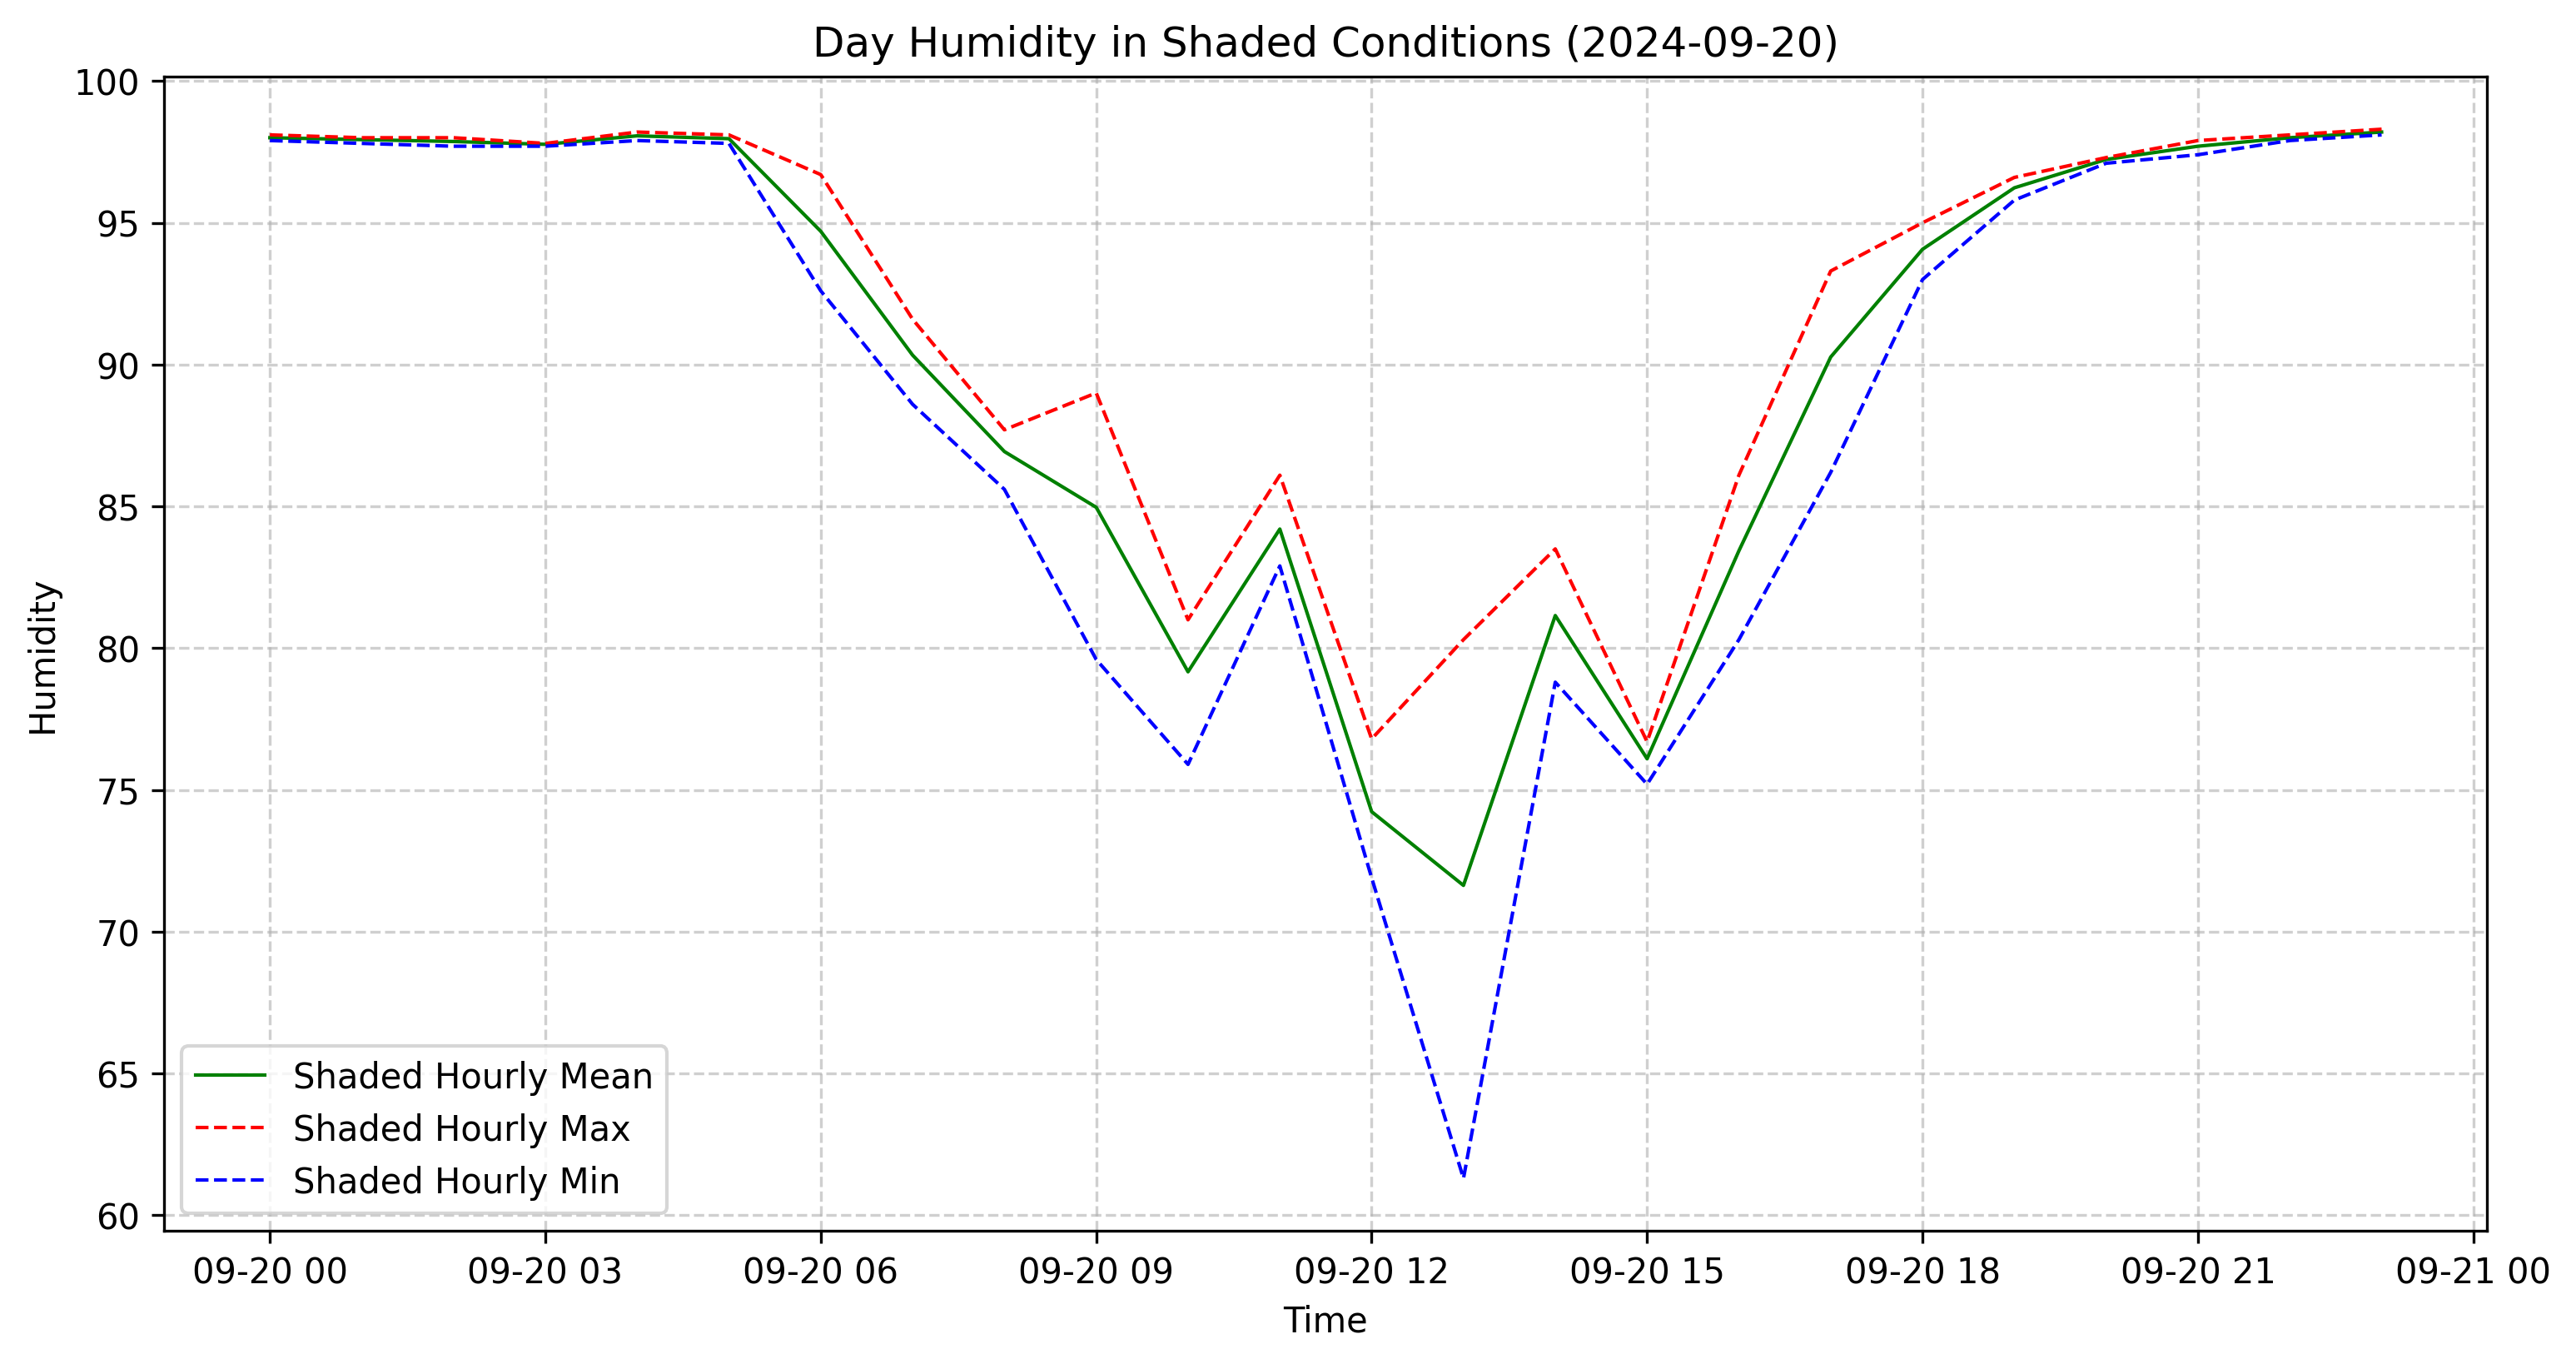 Day Humidity in Shaded Conditions (2024-09-20)
100
95
90
85
80
75
70
65
60
Humidity
Shaded Hourly Mean
Shaded Hourly Max
Shaded Hourly Min
09-20 00 09-20 03 09-20 06 09-20 09 09-20 12 09-20 15 09-20 18 09-20 21 09-21 00
Time